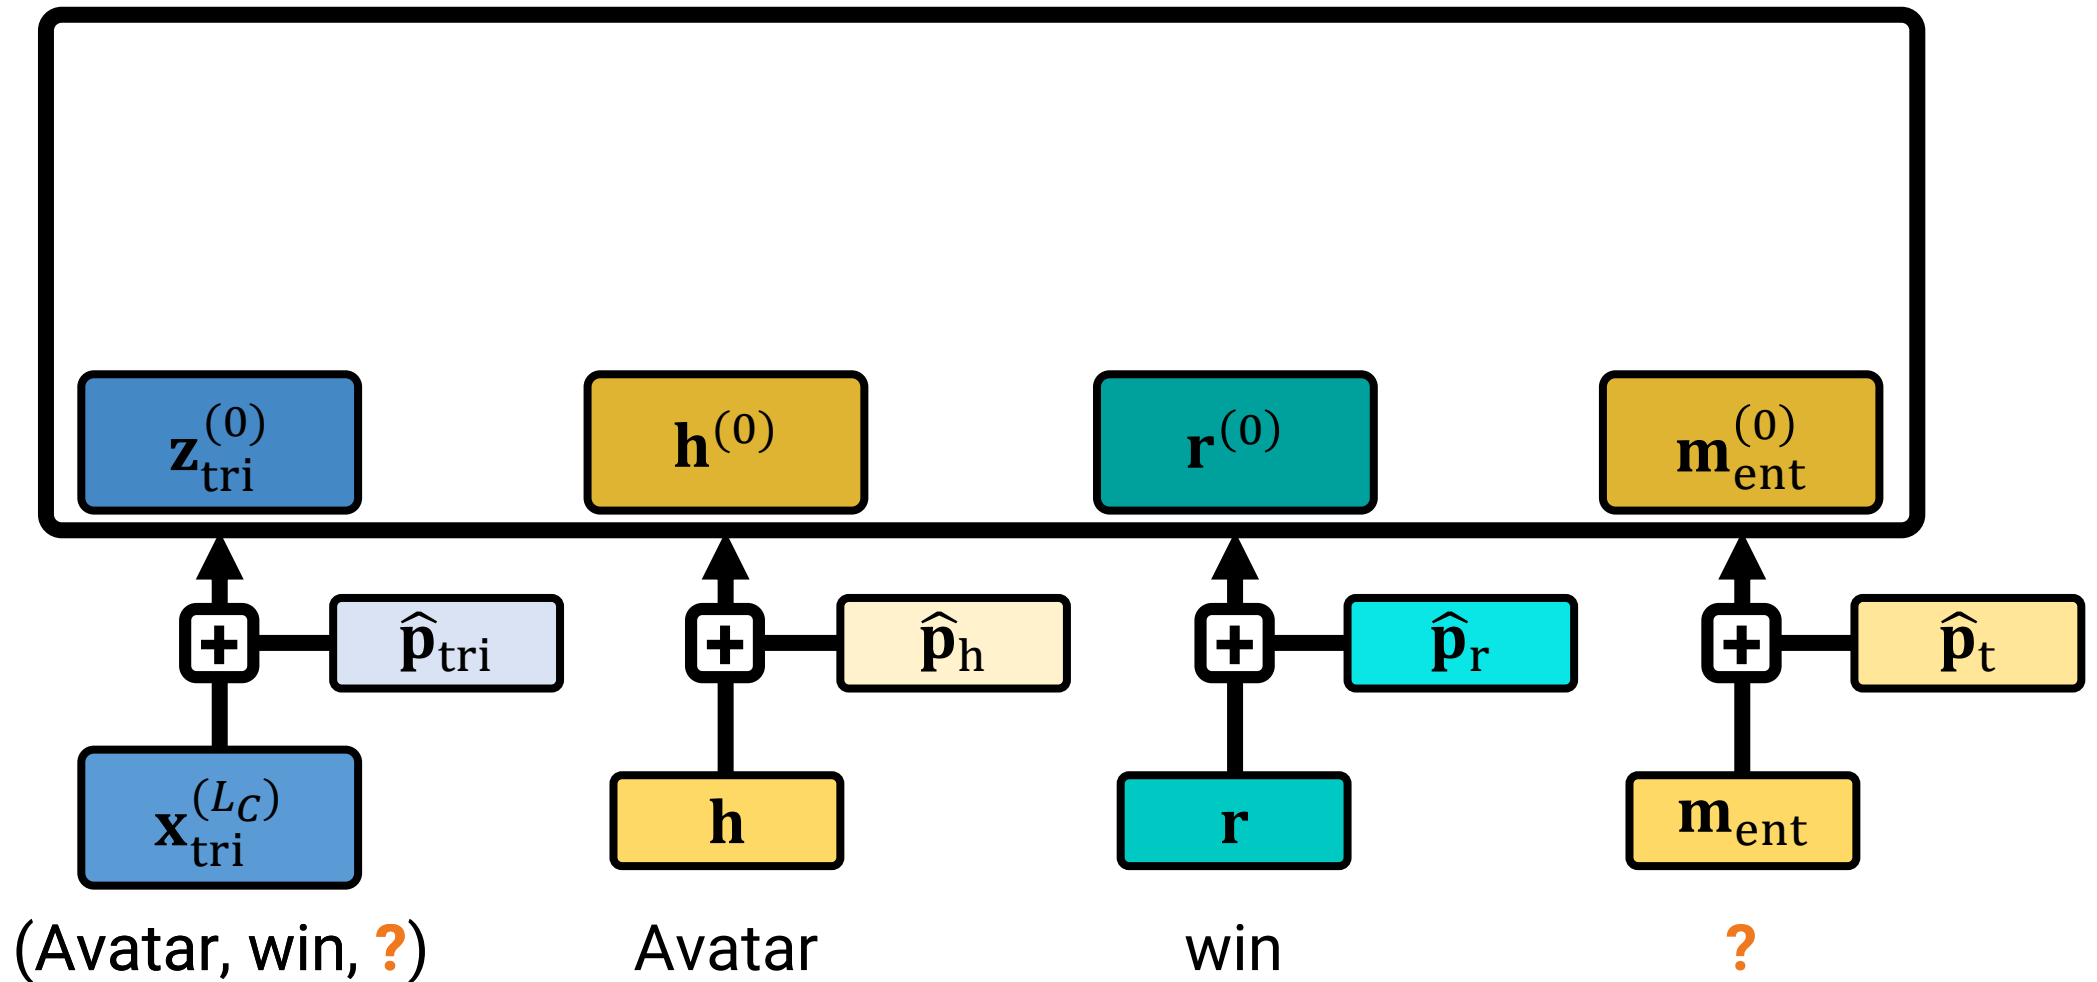 z_tri^(0) h^(0) r^(0) m_ent^(0)
+ p̂_tri + p̂_h + p̂_r + p̂_t
x_tri^(L_C) h r m_ent
(Avatar, win, ?) Avatar win ?